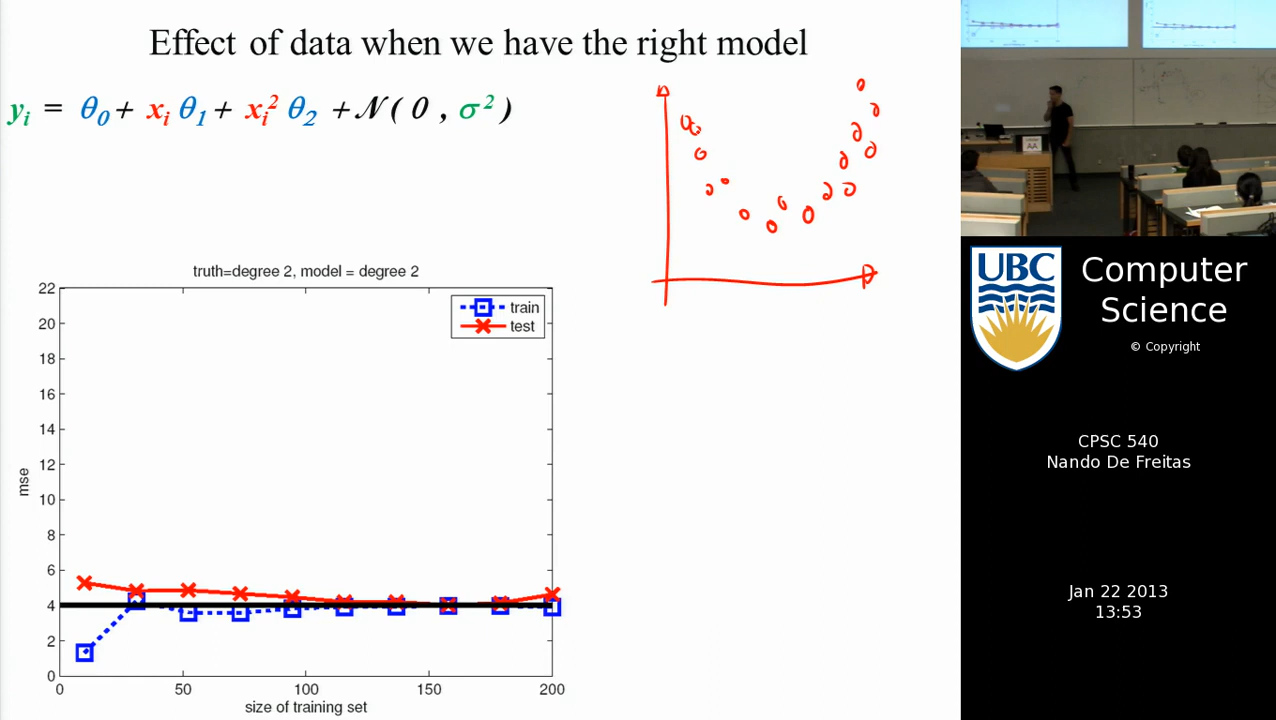 Effect of data when we have the right model
yᵢ = θ₀ + xᵢ θ₁ + xᵢ² θ₂ + N ( 0 , σ² )
truth=degree 2, model = degree 2
train
test
22
20
18
16
14
12
10
8
6
4
2
0
mse
0 50 100 150 200
size of training set
AA
UBC
Computer
Science
© Copyright
CPSC 540
Nando De Freitas
Jan 22 2013
13:53